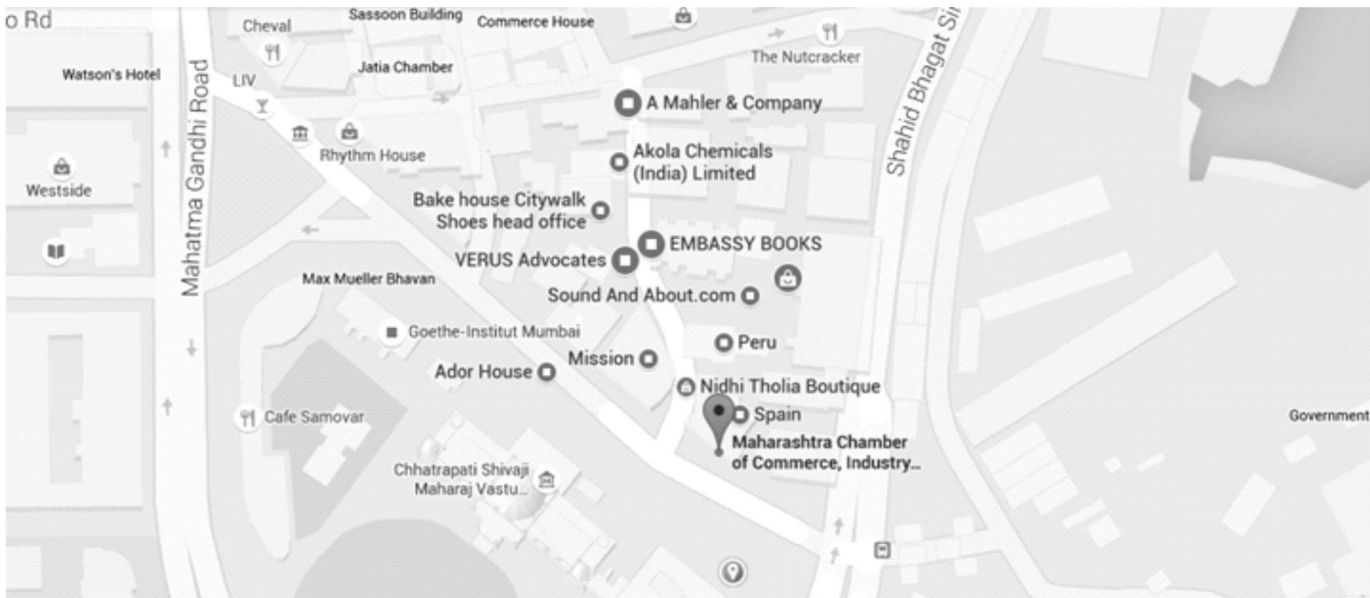 o Rd
Sassoon Building
Commerce House
Cheval
The Nutcracker
Watson's Hotel
Jatia Chamber
LIV
Mahatma Gandhi Road
Shahid Bhagat Si
A Mahler & Company
Rhythm House
Akola Chemicals
(India) Limited
Westside
Bake house Citywalk
Shoes head office
EMBASSY BOOKS
VERUS Advocates
Max Mueller Bhavan
Sound And About.com
Goethe-Institut Mumbai
Peru
Mission
Ador House
Nidhi Tholia Boutique
Cafe Samovar
Spain
Government
Maharashtra Chamber
of Commerce, Industry...
Chhatrapati Shivaji
Maharaj Vastu...